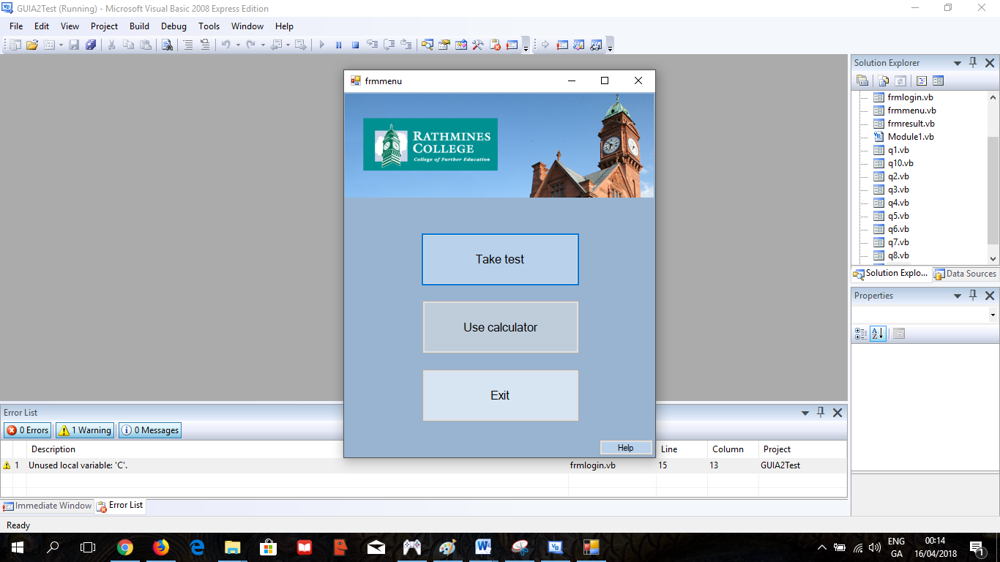 GUIA2Test (Running) - Microsoft Visual Basic 2008 Express Edition
File Edit View Project Build Debug Tools Window Help
frmmenu
RATHMINES
COLLEGE
College of Further Education
Take test
Use calculator
Exit
Help
Solution Explorer
frmlogin.vb
frmmenu.vb
frmresult.vb
Module1.vb
q1.vb
q10.vb
q2.vb
q3.vb
q4.vb
q5.vb
q6.vb
q7.vb
q8.vb
Solution Explo... Data Sources
Properties
Error List
0 Errors 1 Warning 0 Messages
Description Line Column Project
1 Unused local variable: 'C'. frmlogin.vb 15 13 GUIA2Test
Immediate Window Error List
Ready
ENG 00:14
GA 16/04/2018